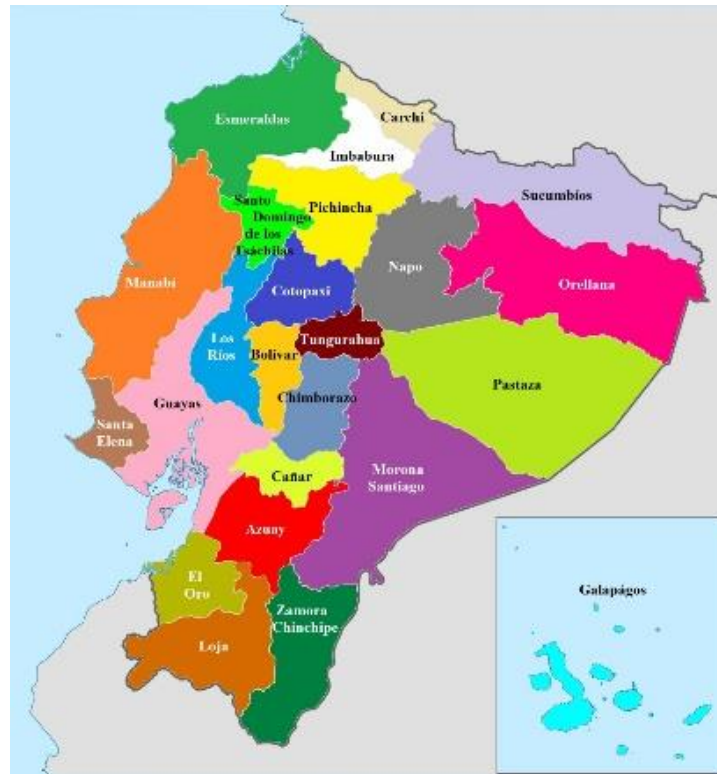 Esmeraldas
Carchi
Imbabura
Sucumbíos
Santo
Domingo
de los
Tsáchilas
Pichincha
Napo
Orellana
Manabí
Cotopaxi
Los
Ríos
Bolívar
Tungurahua
Pastaza
Guayas
Chimborazo
Santa
Elena
Cañar
Morona
Santiago
Azuay
El
Oro
Zamora
Chinchipe
Loja
Galapágos